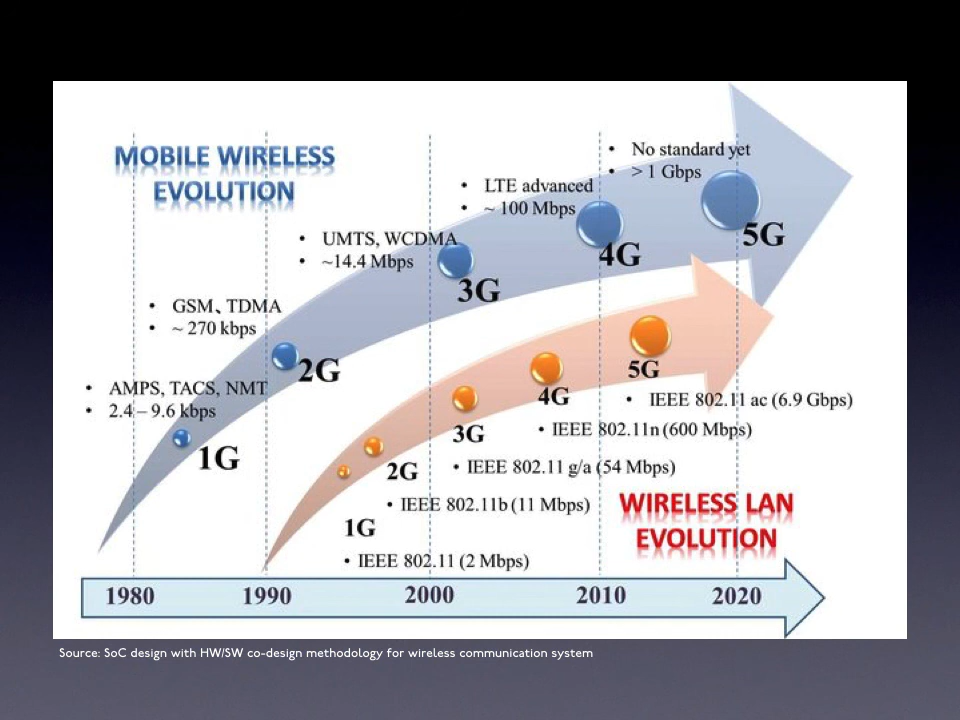 MOBILE WIRELESS
EVOLUTION
• No standard yet
• > 1 Gbps
5G
• LTE advanced
• ~ 100 Mbps
4G
• UMTS, WCDMA
• ~14.4 Mbps
3G
• GSM、TDMA
• ~ 270 kbps
2G
• AMPS, TACS, NMT
• 2.4 – 9.6 kbps
1G
5G
• IEEE 802.11 ac (6.9 Gbps)
4G
• IEEE 802.11n (600 Mbps)
3G
• IEEE 802.11 g/a (54 Mbps)
2G
• IEEE 802.11b (11 Mbps)
1G
• IEEE 802.11 (2 Mbps)
WIRELESS LAN
EVOLUTION
1980 1990 2000 2010 2020
Source: SoC design with HW/SW co-design methodology for wireless communication system